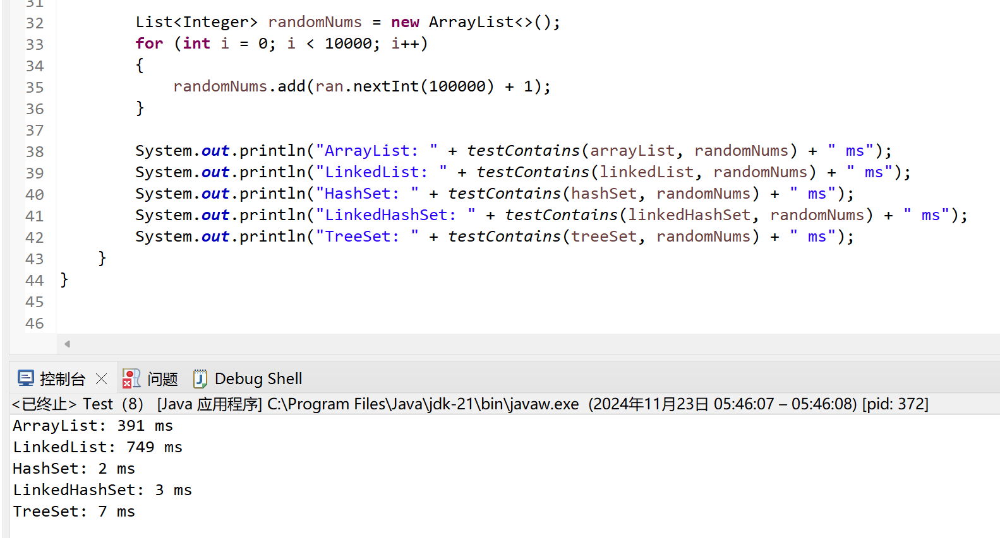 31
32 List<Integer> randomNums = new ArrayList<>();
33 for (int i = 0; i < 10000; i++)
34 {
35 randomNums.add(ran.nextInt(100000) + 1);
36 }
37
38 System.out.println("ArrayList: " + testContains(arrayList, randomNums) + " ms");
39 System.out.println("LinkedList: " + testContains(linkedList, randomNums) + " ms");
40 System.out.println("HashSet: " + testContains(hashSet, randomNums) + " ms");
41 System.out.println("LinkedHashSet: " + testContains(linkedHashSet, randomNums) + " ms");
42 System.out.println("TreeSet: " + testContains(treeSet, randomNums) + " ms");
43 }
44 }
45
46
控制台 问题 Debug Shell
<已终止> Test（8） [Java 应用程序] C:\Program Files\Java\jdk-21\bin\javaw.exe (2024年11月23日 05:46:07 – 05:46:08) [pid: 372]
ArrayList: 391 ms
LinkedList: 749 ms
HashSet: 2 ms
LinkedHashSet: 3 ms
TreeSet: 7 ms